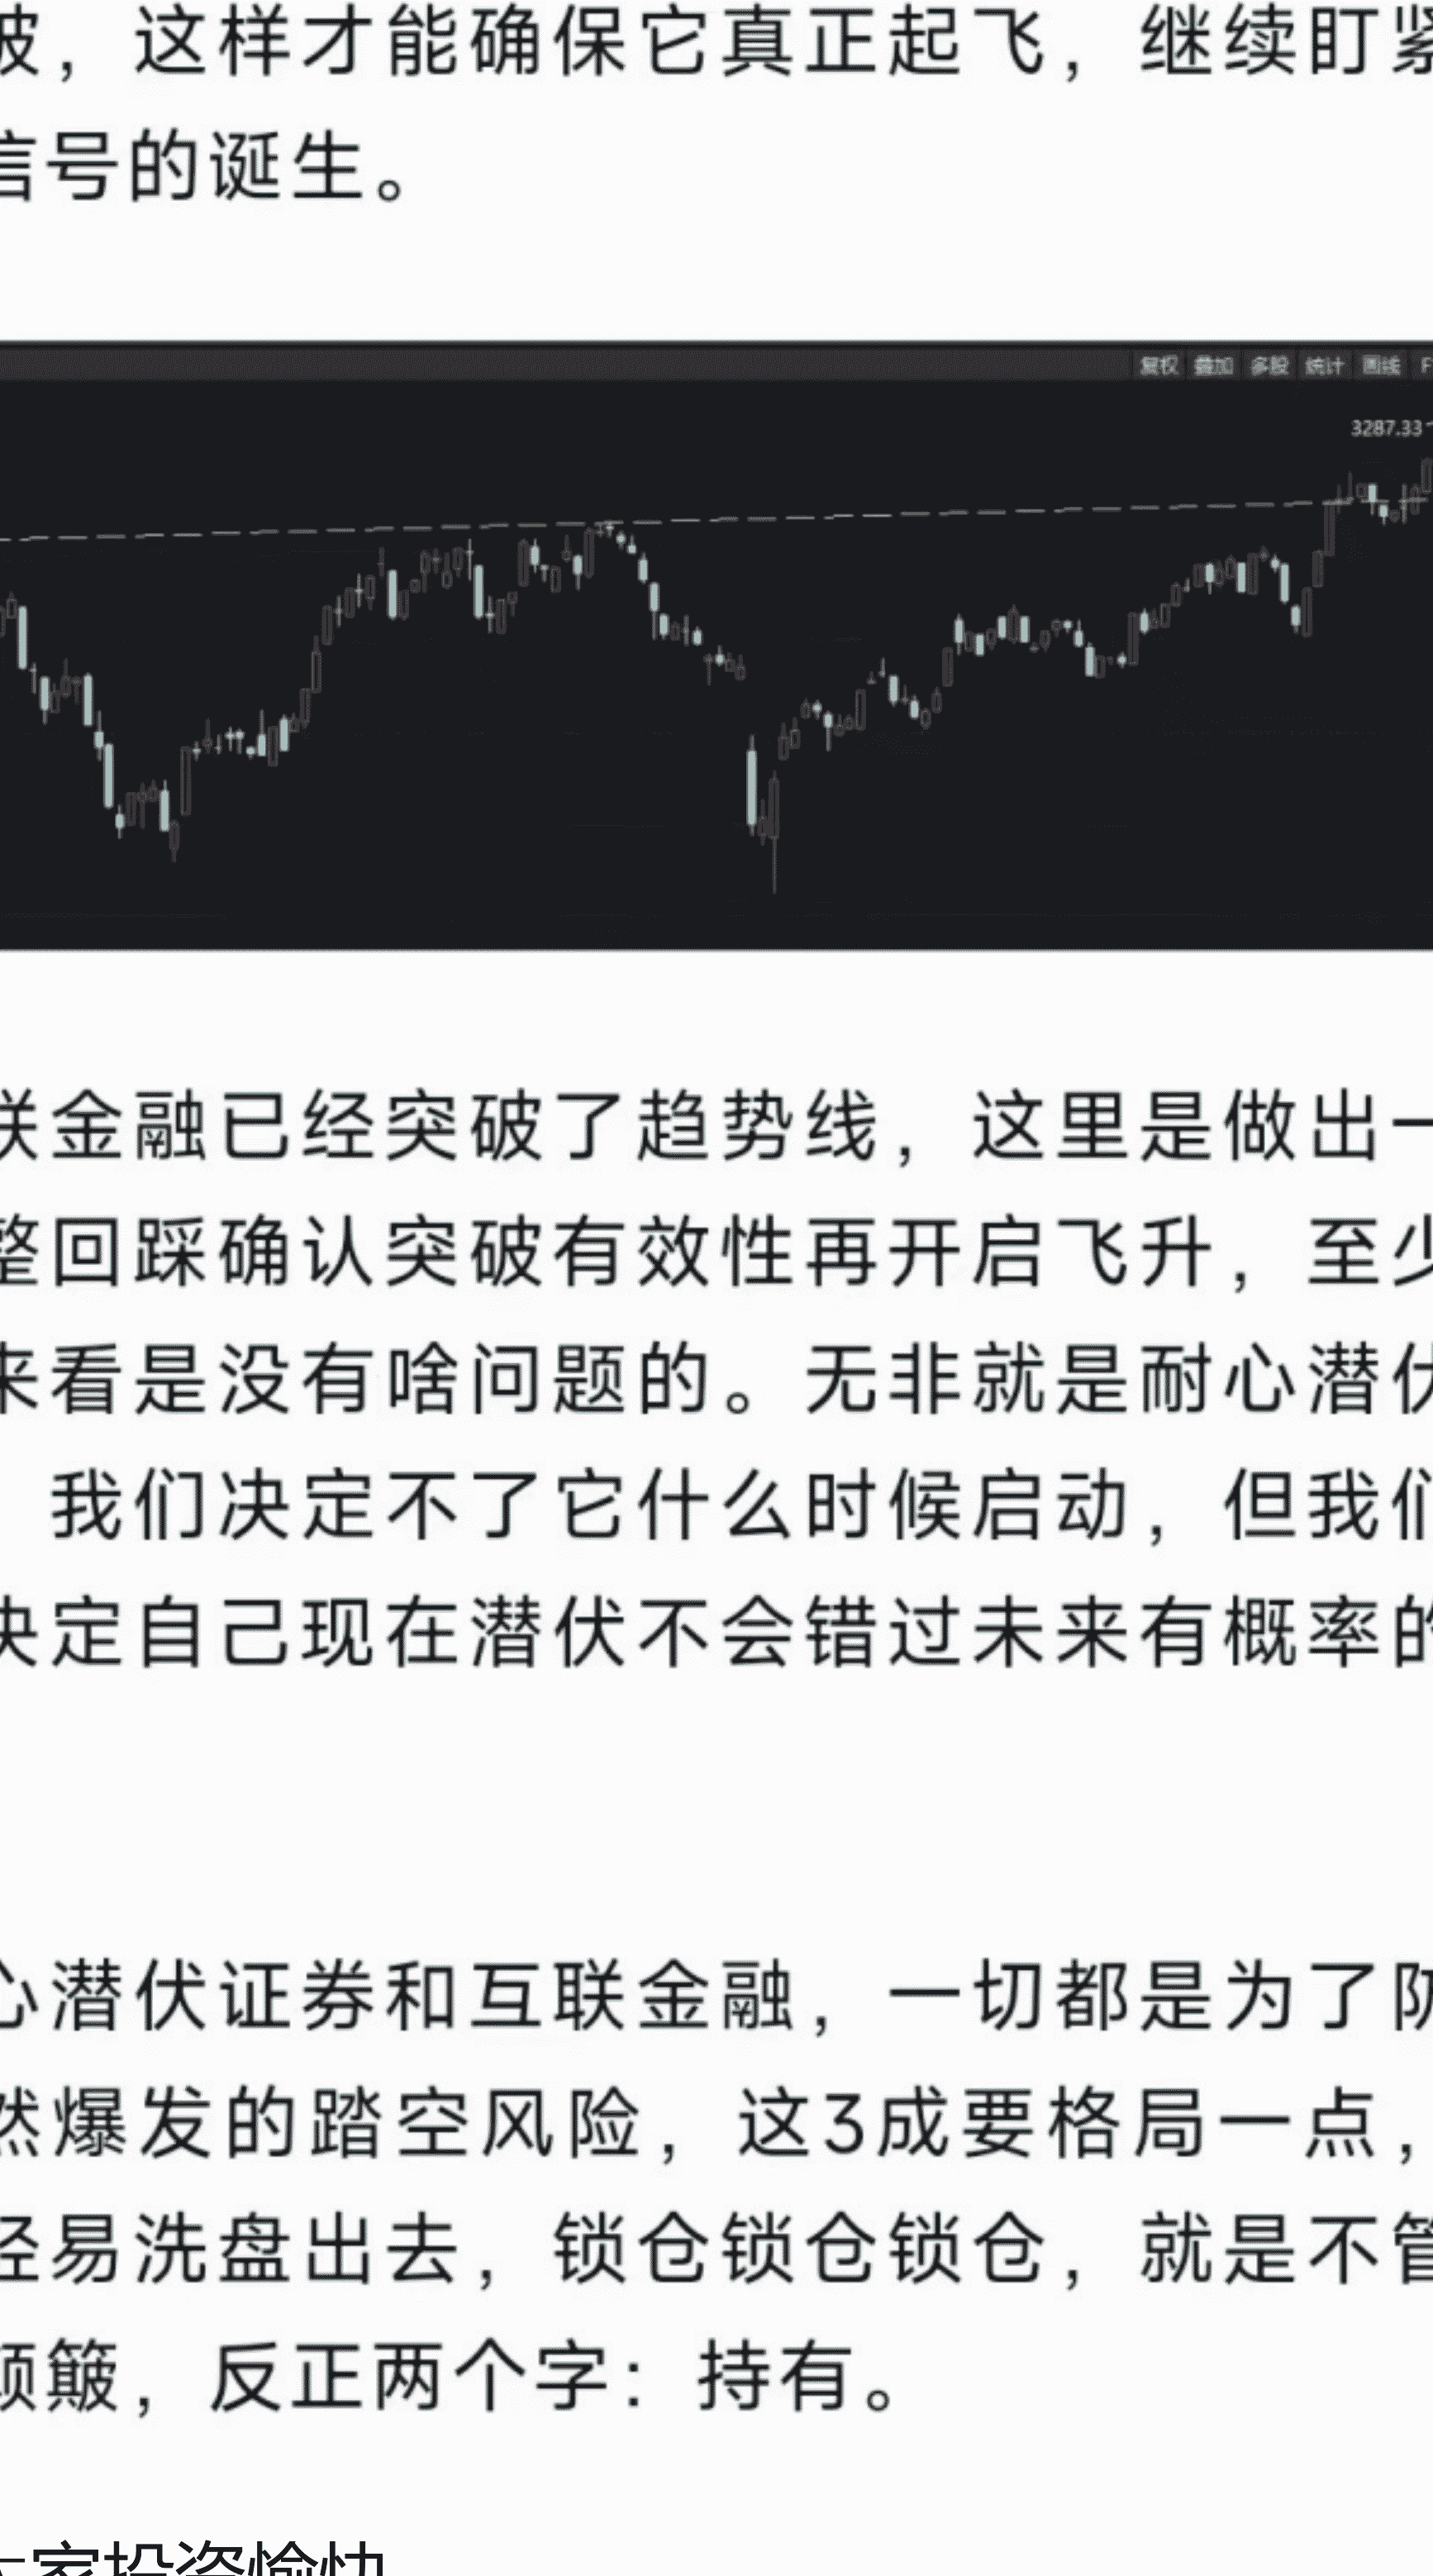 这样才能确保它真正起飞，继续盯
号的诞生。
复权 叠加 多股 统计 画线 F
3287.33
金融已经突破了趋势线，这里是做出一
回踩确认突破有效性再开启飞升，至少
来看是没有啥问题的。无非就是耐心潜伏
我们决定不了它什么时候启动，但我们
决定自己现在潜伏不会错过未来有概率的
心潜伏证券和互联金融，一切都是为了防
然爆发的踏空风险，这3成要格局一点，
轻易洗盘出去，锁仓锁仓锁仓，就是不管
颠簸，反正两个字：持有。
大家投资愉快